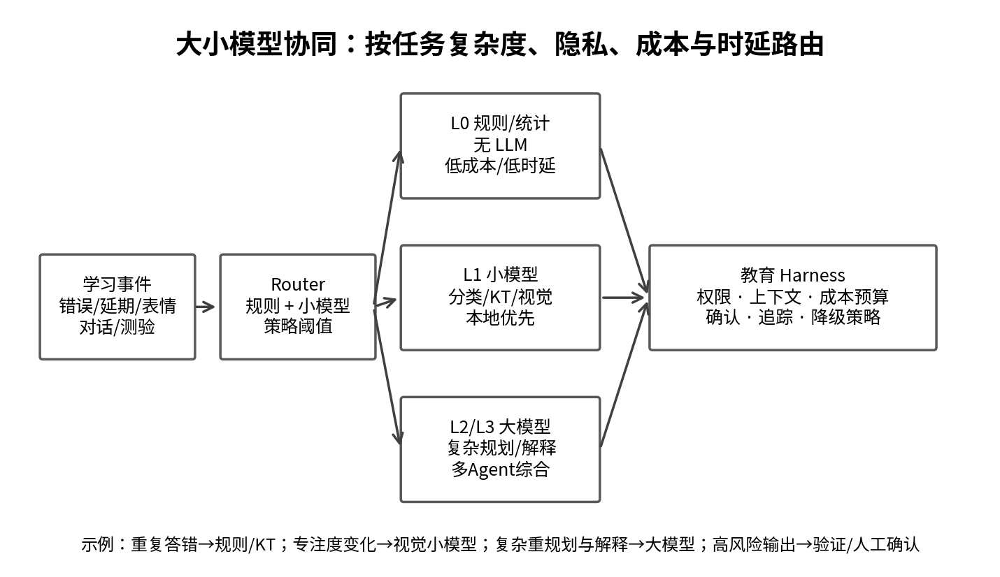 大小模型协同：按任务复杂度、隐私、成本与时延路由
学习事件
错误/延期/表情
对话/测验
Router
规则 + 小模型
策略阈值
L0 规则/统计
无 LLM
低成本/低时延
L1 小模型
分类/KT/视觉
本地优先
L2/L3 大模型
复杂规划/解释
多Agent综合
教育 Harness
权限 · 上下文 · 成本预算
确认 · 追踪 · 降级策略
示例：重复答错→规则/KT；专注度变化→视觉小模型；复杂重规划与解释→大模型；高风险输出→验证/人工确认